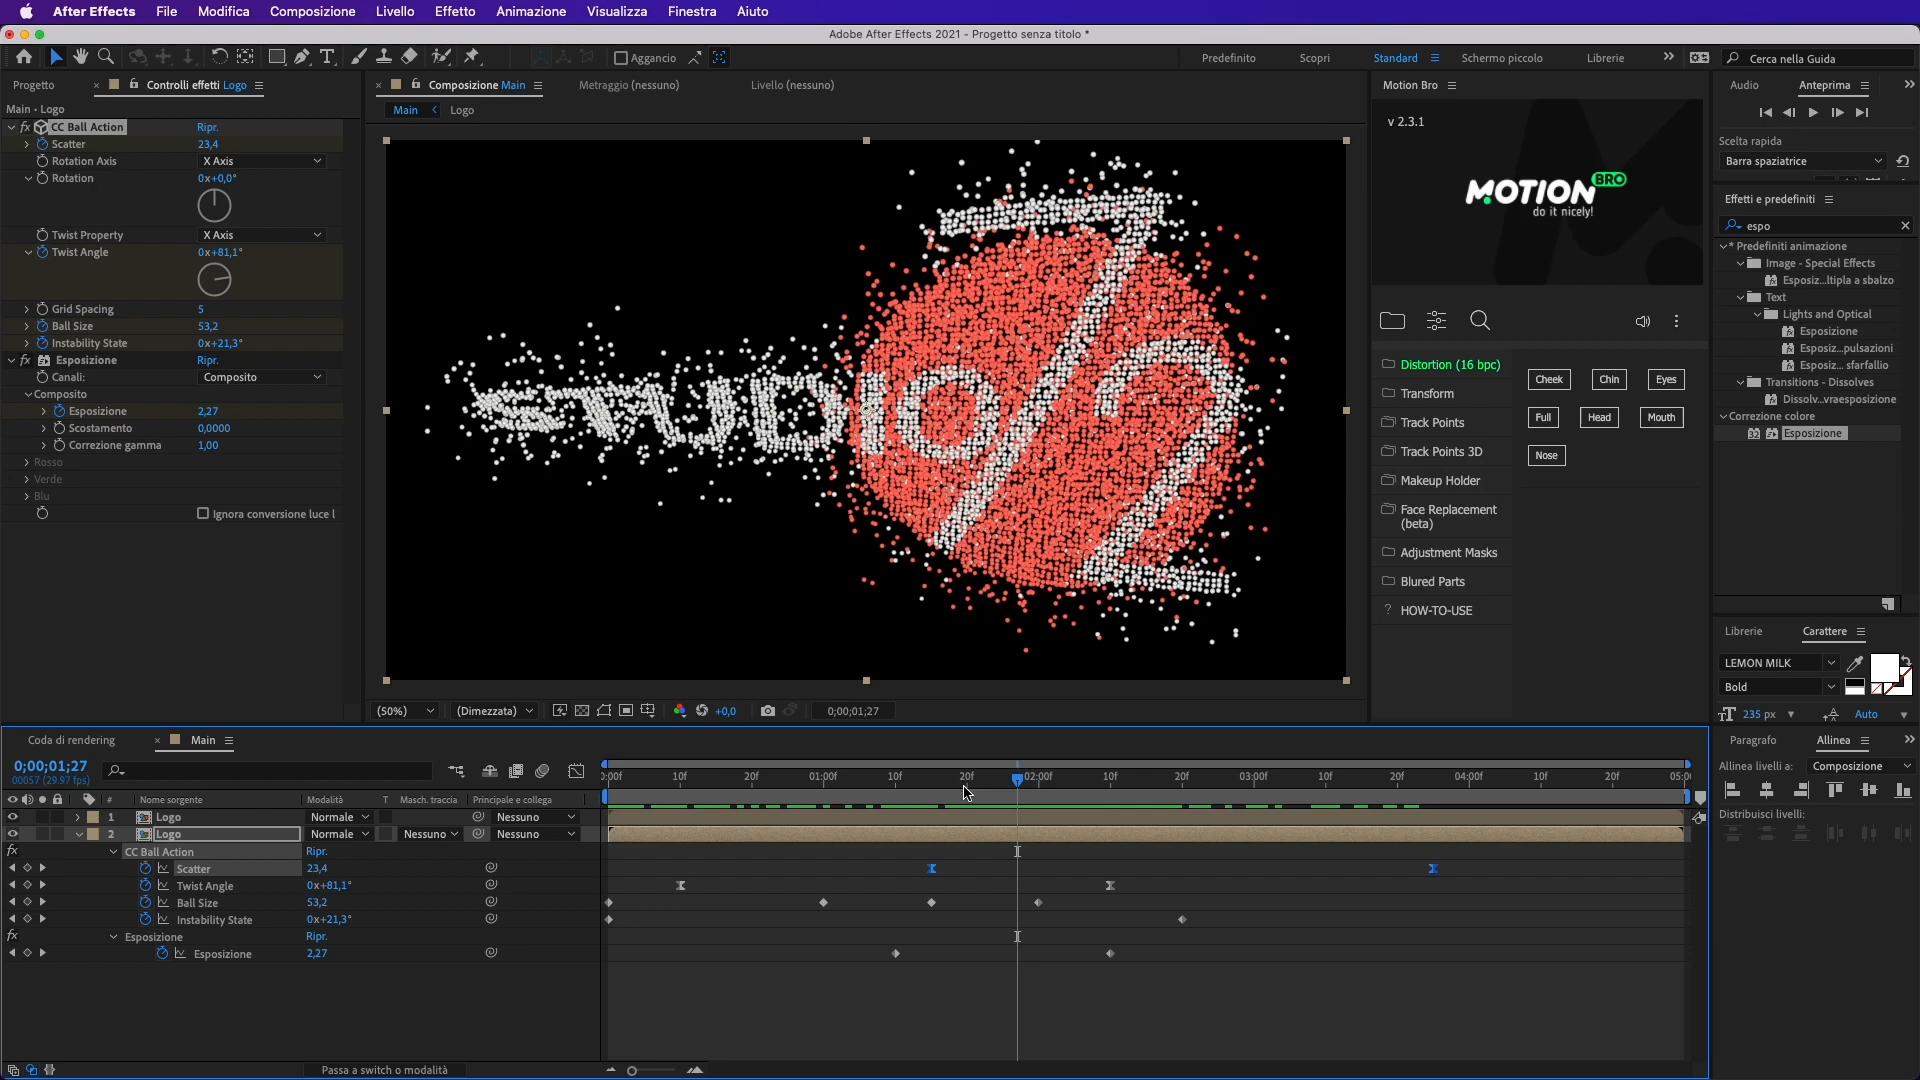 After Effects File Modifica Composizione Livello Effetto Animazione Visualizza Finestra Aiuto
Adobe After Effects 2021 - Progetto senza titolo *
Aggancio Predefinito Scopri Standard Schermo piccolo Librerie Cerca nella Guida
Progetto Controlli effetti Logo
Main • Logo
fx CC Ball Action Ripr.
Scatter 23,4
Rotation Axis X Axis
Rotation 0x+0,0°
Twist Property X Axis
Twist Angle 0x+81,1°
Grid Spacing 5
Ball Size 53,2
Instability State 0x+21,3°
fx Esposizione Ripr.
Canali: Composito
Composito
Esposizione 2,27
Scostamento 0,0000
Correzione gamma 1,00
Rosso
Verde
Blu
Ignora conversione luce l
Composizione Main Metraggio (nessuno) Livello (nessuno)
Main Logo
STUDIO
(50%) (Dimezzata) +0,0 0;00;01;27
Motion Bro
v 2.3.1
MOTION BRO
do it nicely!
Distortion (16 bpc)
Transform
Track Points
Track Points 3D
Makeup Holder
Face Replacement
(beta)
Adjustment Masks
Blured Parts
? HOW-TO-USE
Cheek Chin Eyes
Full Head Mouth
Nose
Audio Anteprima
Scelta rapida
Barra spaziatrice
Effetti e predefiniti
espo
* Predefiniti animazione
Image - Special Effects
Esposiz...ltipla a sbalzo
Text
Lights and Optical
Esposizione
Esposiz...pulsazioni
Esposiz... sfarfallio
Transitions - Dissolves
Dissolv...vraesposizione
Correzione colore
32 Esposizione
Librerie Carattere
LEMON MILK
Bold
235 px Auto
Paragrafo Allinea
Allinea livelli a: Composizione
Distribuisci livelli:
Coda di rendering Main
0;00;01;27
00057 (29.97 fps)
0:00f 10f 20f 01:00f 10f 20f 02:00f 10f 20f 03:00f 10f 20f 04:00f 10f 20f 05:0
# Nome sorgente Modalità T Masch. traccia Principale e collega
1 Logo Normale Nessuno
2 Logo Normale Nessuno Nessuno
fx CC Ball Action Ripr.
Scatter 23,4
Twist Angle 0x+81,1°
Ball Size 53,2
Instability State 0x+21,3°
fx Esposizione Ripr.
Esposizione 2,27
Passa a switch o modalità